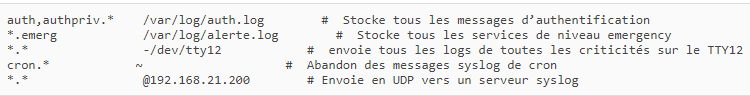 auth,authpriv.*    /var/log/auth.log        #  Stocke tous les messages d’authentification
*.emerg            /var/log/alerte.log        #  Stocke tous les services de niveau emergency
*.*                -/dev/tty12            #  envoie tous les logs de toutes les criticités sur le TTY12
cron.*            ~                    #  Abandon des messages syslog de cron
*.*                @192.168.21.200        # Envoie en UDP vers un serveur syslog